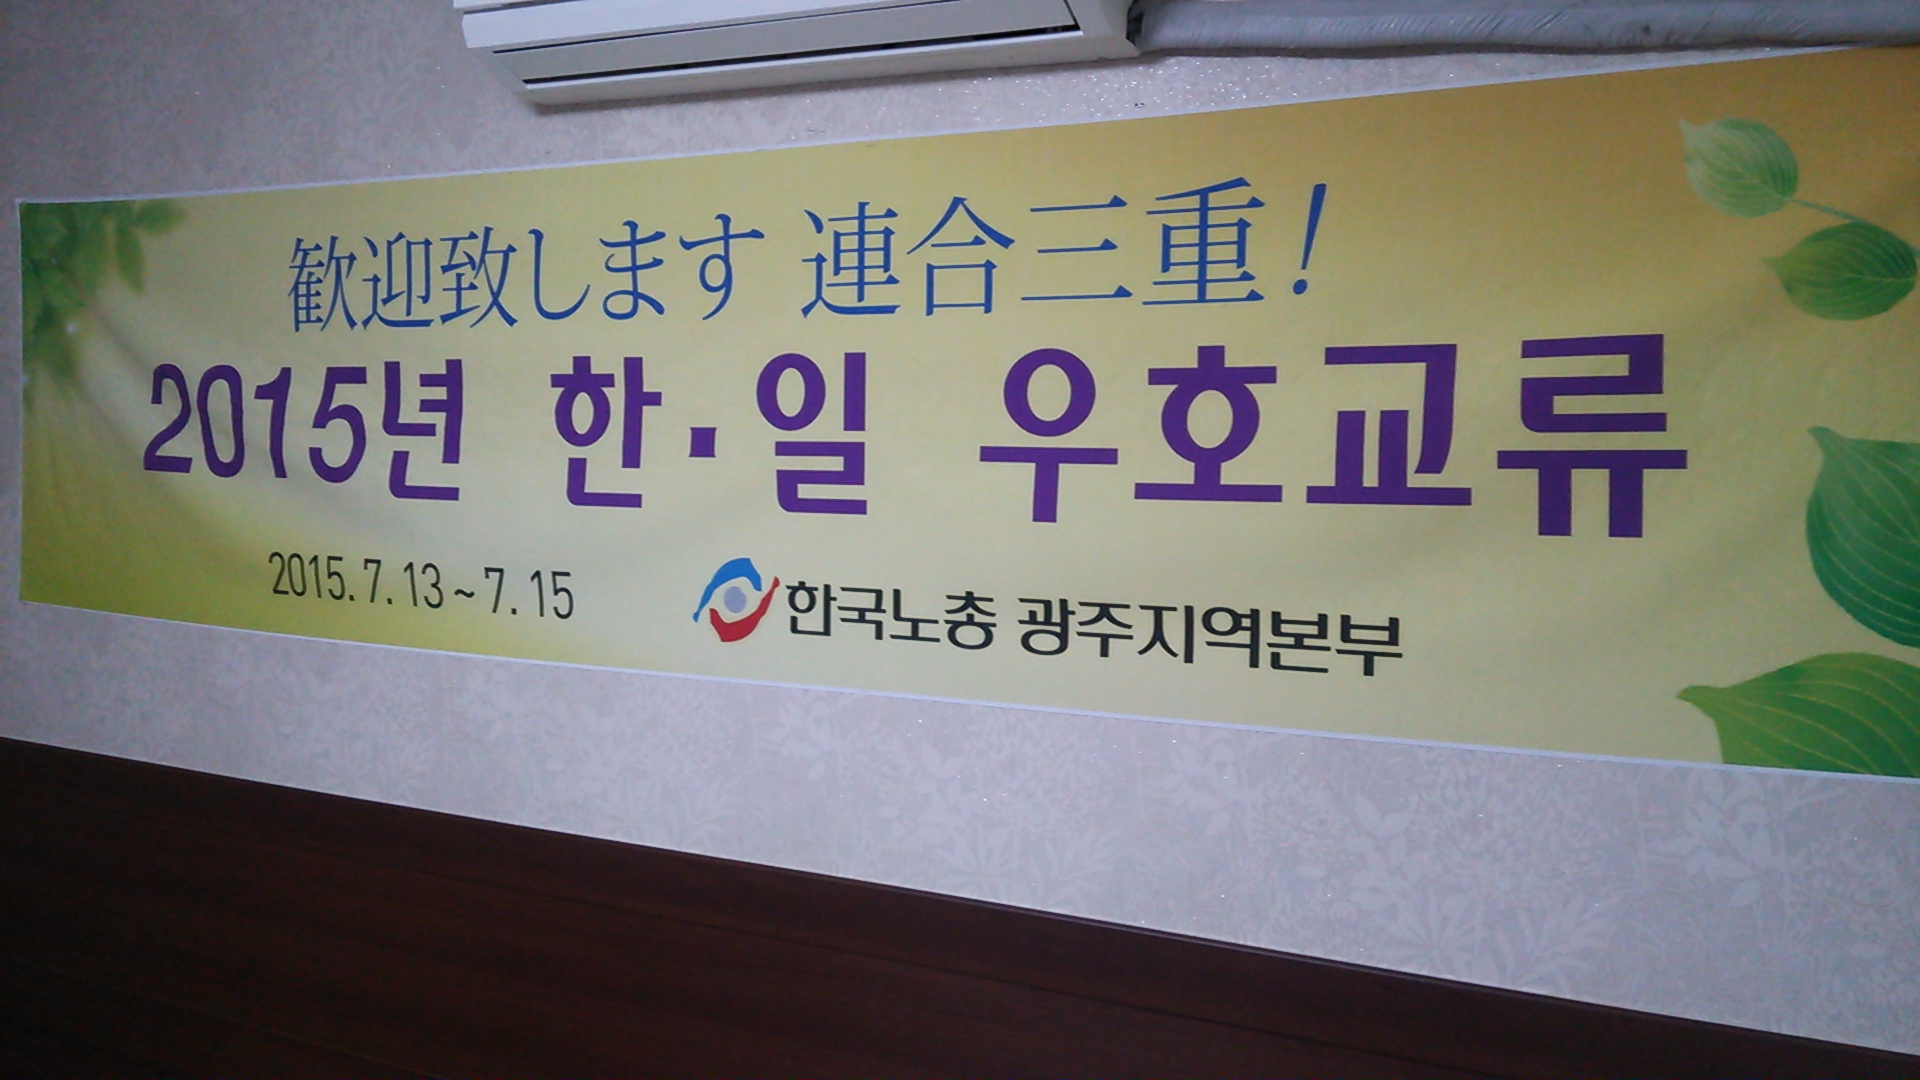 歓迎致します 連合三重!
2015년 한·일 우호교류
2015.7.13~7.15
한국노총 광주지역본부